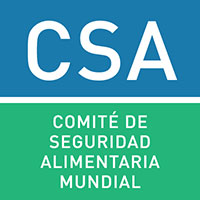 CSA
COMITÉ DE
SEGURIDAD
ALIMENTARIA
MUNDIAL